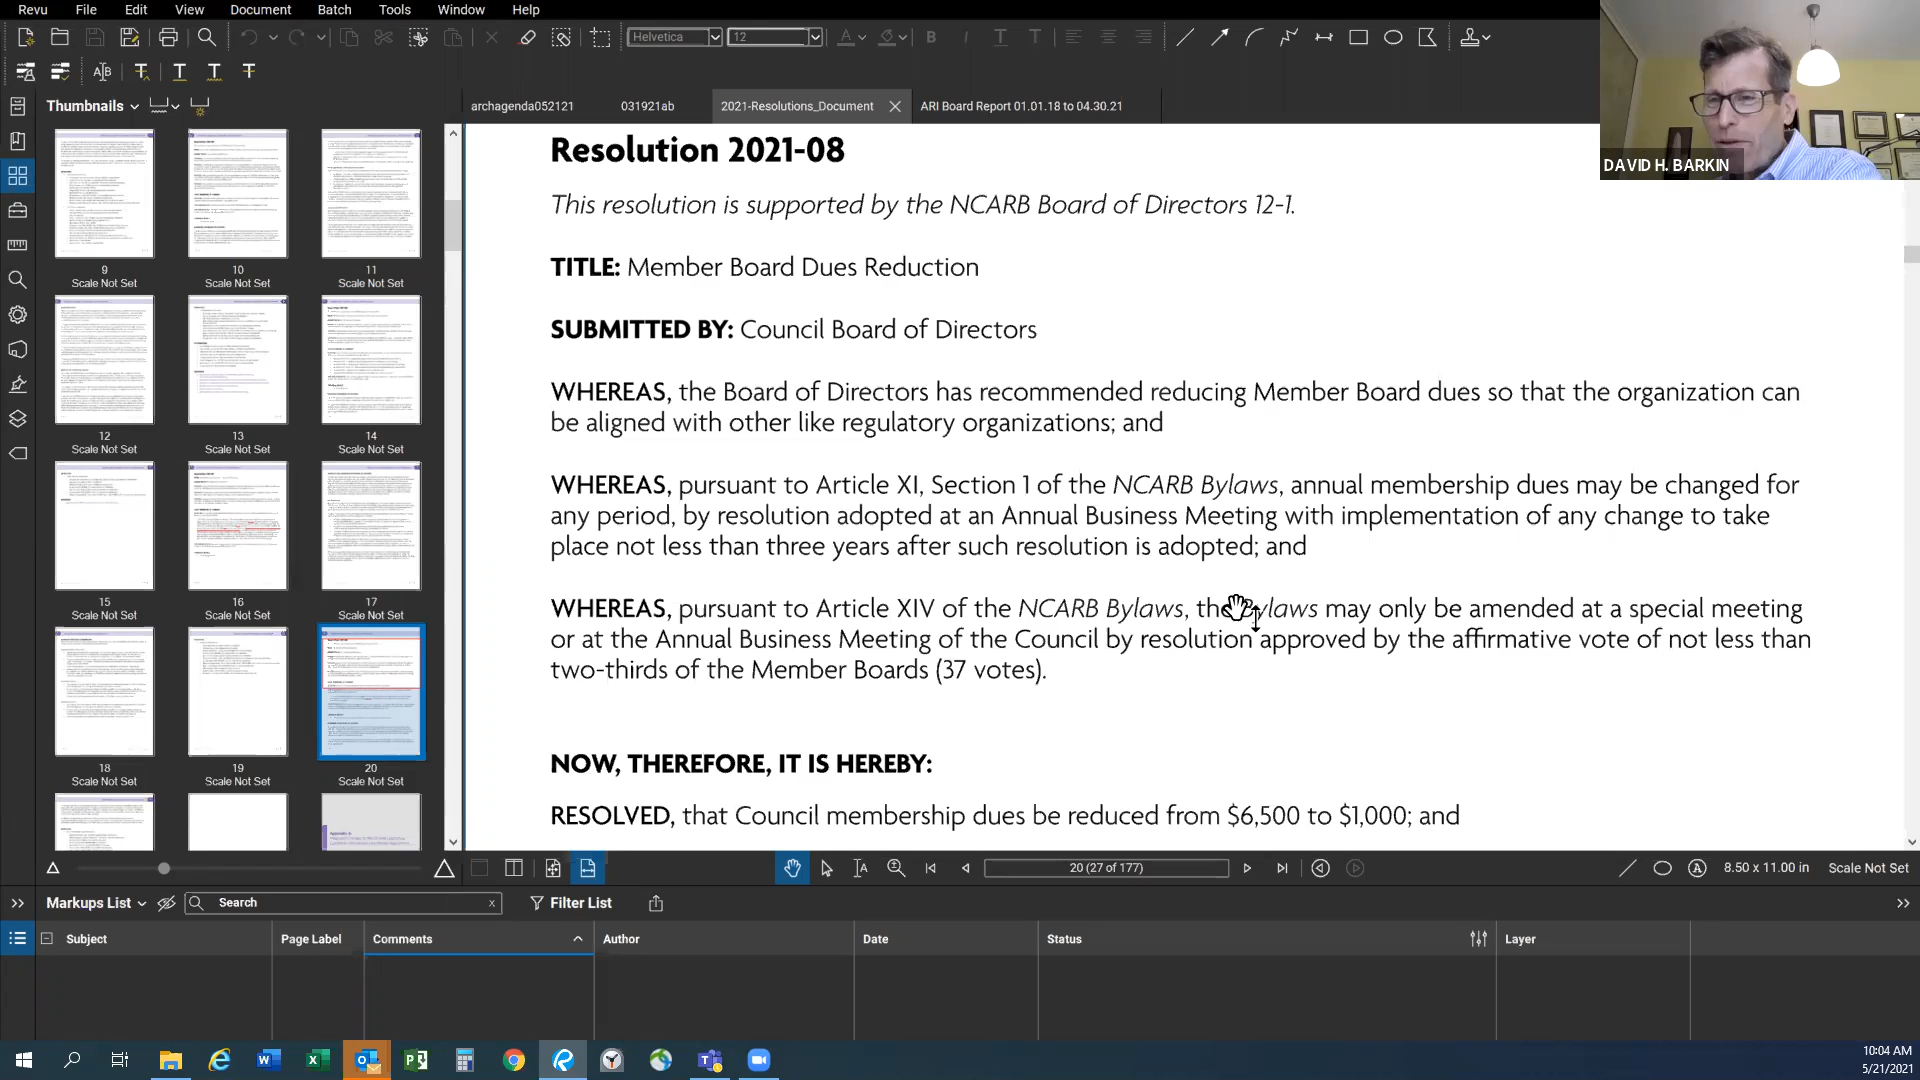 Revu File Edit View Document Batch Tools Window Help
Helvetica 12
Thumbnails
archagenda052121 031921ab 2021-Resolutions_Document ARI Board Report 01.01.18 to 04.30.21
DAVID H. BARKIN
Resolution 2021-08
This resolution is supported by the NCARB Board of Directors 12-1.
TITLE: Member Board Dues Reduction
SUBMITTED BY: Council Board of Directors
WHEREAS, the Board of Directors has recommended reducing Member Board dues so that the organization can
be aligned with other like regulatory organizations; and
WHEREAS, pursuant to Article XI, Section 1 of the NCARB Bylaws, annual membership dues may be changed for
any period, by resolution adopted at an Annual Business Meeting with implementation of any change to take
place not less than three years after such resolution is adopted; and
WHEREAS, pursuant to Article XIV of the NCARB Bylaws, the Bylaws may only be amended at a special meeting
or at the Annual Business Meeting of the Council by resolution approved by the affirmative vote of not less than
two-thirds of the Member Boards (37 votes).
NOW, THEREFORE, IT IS HEREBY:
RESOLVED, that Council membership dues be reduced from $6,500 to $1,000; and
9 10 11
Scale Not Set Scale Not Set Scale Not Set
12 13 14
Scale Not Set Scale Not Set Scale Not Set
15 16 17
Scale Not Set Scale Not Set Scale Not Set
18 19 20
Scale Not Set Scale Not Set Scale Not Set
20 (27 of 177) 8.50 x 11.00 in Scale Not Set
Markups List Search x Filter List
Subject Page Label Comments Author Date Status Layer
10:04 AM
5/21/2021